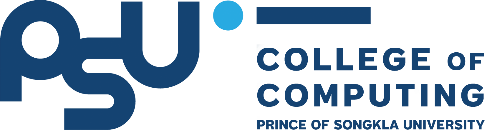 PSU
COLLEGE OF
COMPUTING
PRINCE OF SONGKLA UNIVERSITY